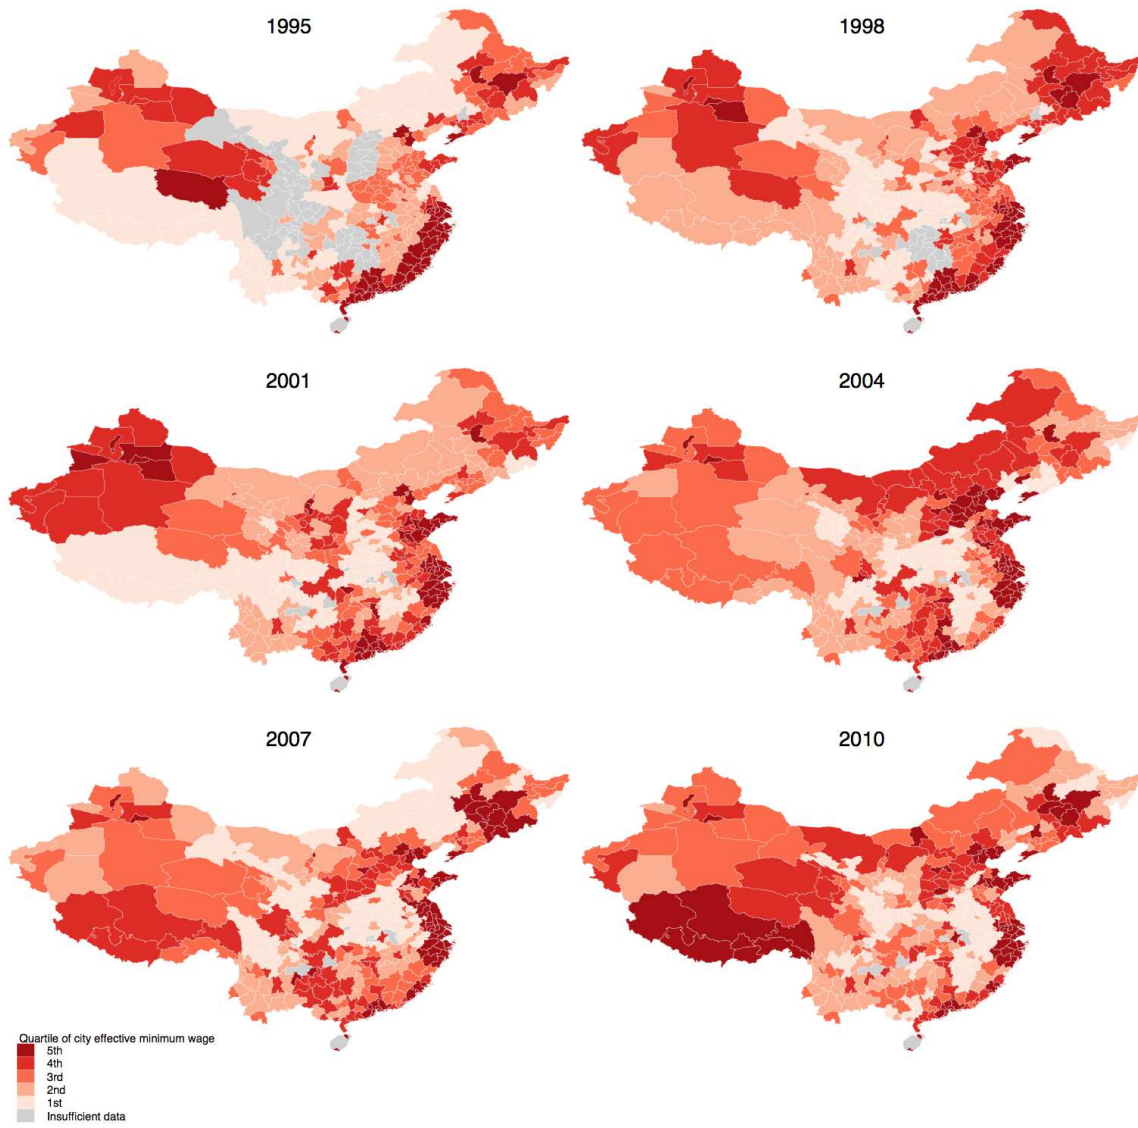 1995
1998
2001
2004
2007
2010
Quartile of city effective minimum wage
5th
4th
3rd
2nd
1st
Insufficient data